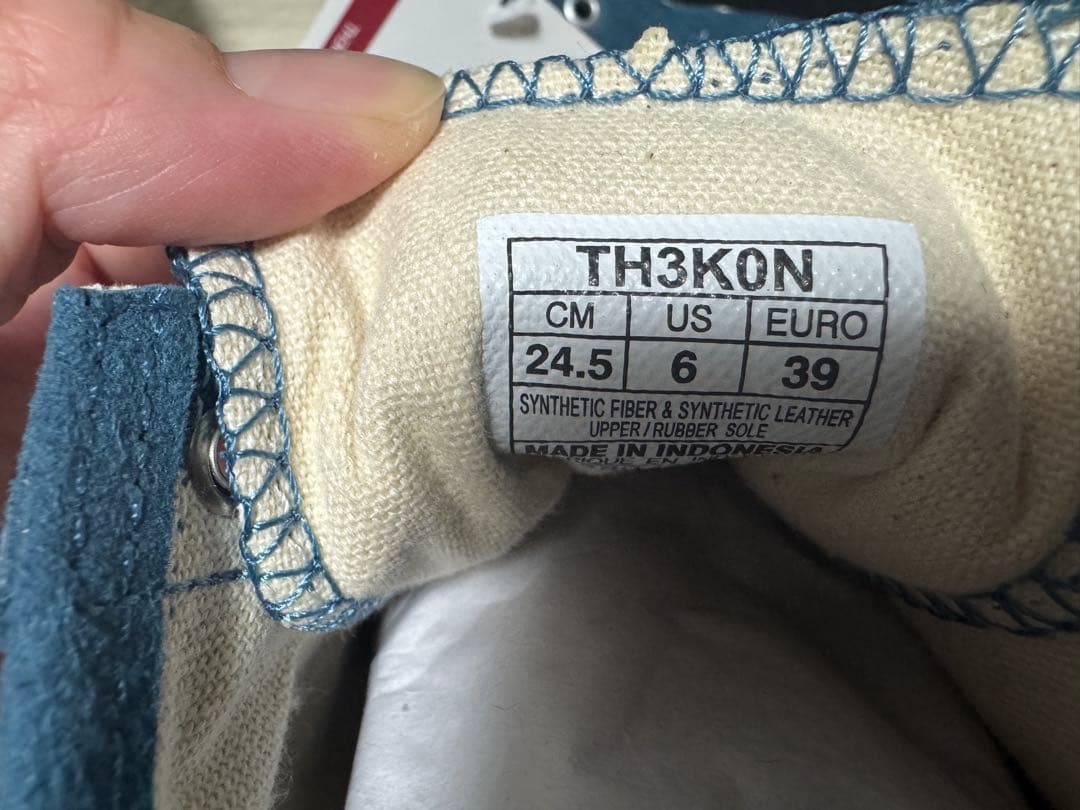 TH3K0N
CM US EURO
24.5 6 39
SYNTHETIC FIBER & SYNTHETIC LEATHER
UPPER/RUBBER SOLE
MADE IN INDONESIA